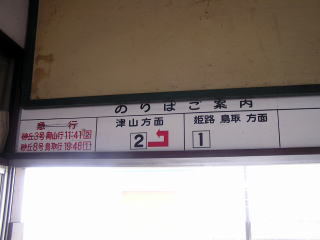 のりばご案内
急行
砂丘3号 岡山行 11:41 2
砂丘8号 鳥取行 19:46 1
津山 方面
2
姫路 鳥取 方面
1